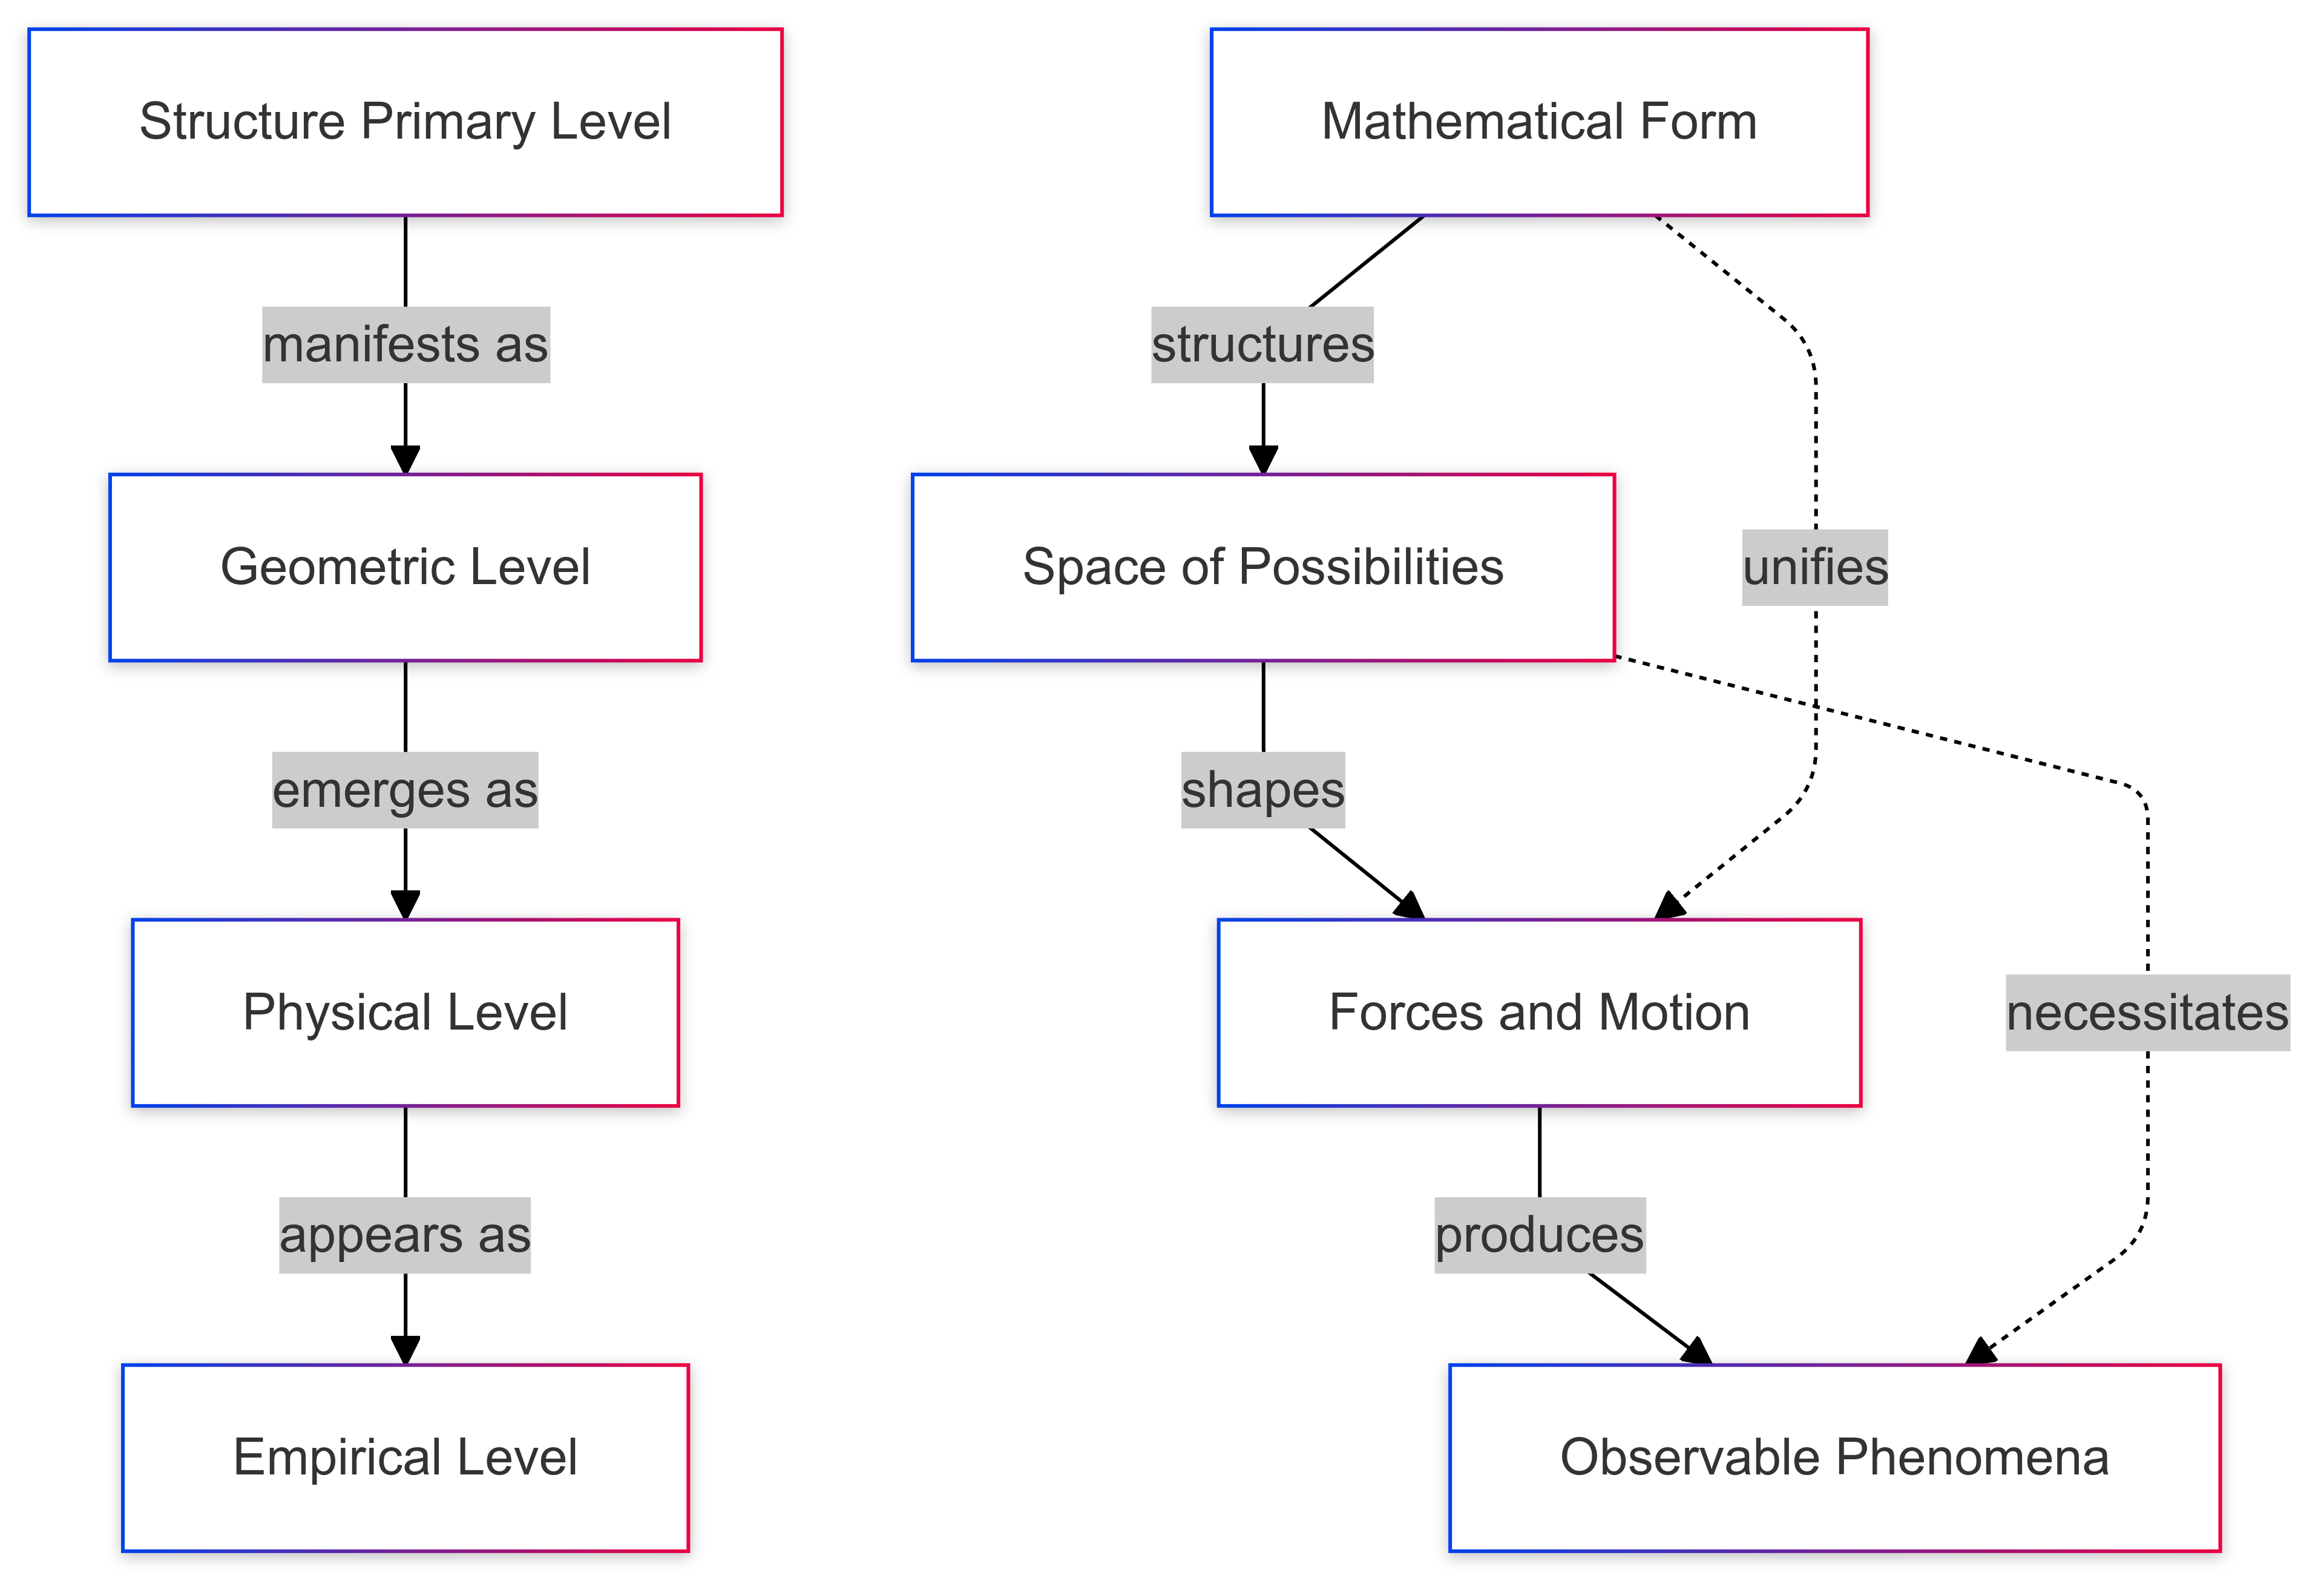 Structure Primary Level
manifests as
Geometric Level
emerges as
Physical Level
appears as
Empirical Level
Mathematical Form
structures
Space of Possibilities
unifies
shapes
Forces and Motion
necessitates
produces
Observable Phenomena